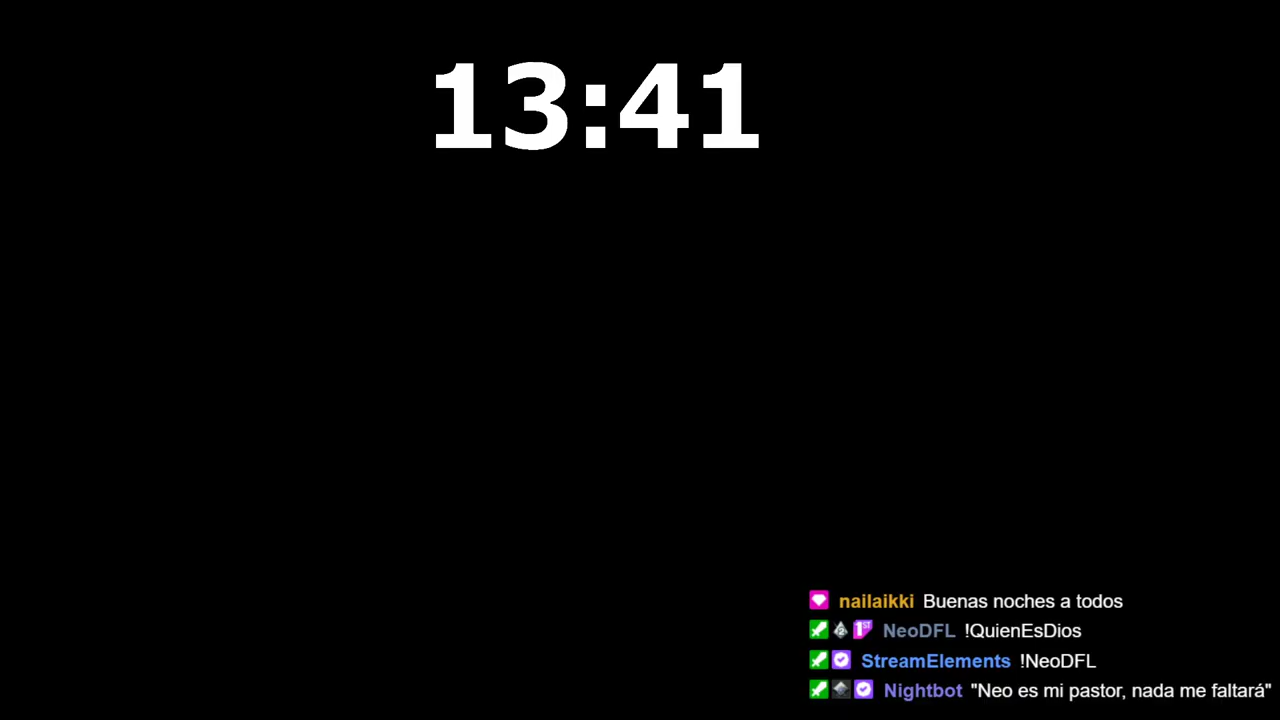 13:41
nailaikki Buenas noches a todos
NeoDFL !QuienEsDios
StreamElements !NeoDFL
Nightbot "Neo es mi pastor, nada me faltará"